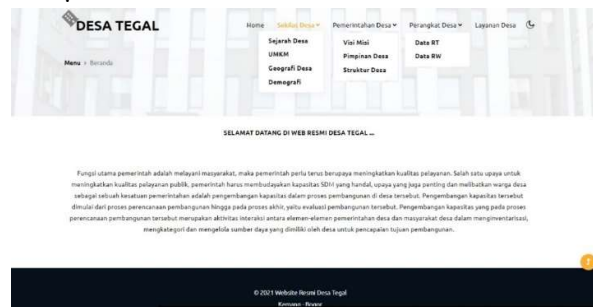 DESA TEGAL
Home Sekilas Desa Pemerintahan Desa Perangkat Desa Layanan Desa
Sejarah Desa
UMKM
Geografi Desa
Demografi
Visi Misi
Pimpinan Desa
Struktur Desa
Data RT
Data RW
Menu > Beranda
SELAMAT DATANG DI WEB RESMI DESA TEGAL ...
Fungsi utama pemerintah adalah melayani masyarakat, maka pemerintah perlu terus berupaya meningkatkan kualitas pelayanan. Salah satu upaya untuk
meningkatkan kualitas pelayanan publik, pemerintah harus membudayakan kapasitas SDM yang handal, upaya yang juga penting dan melibatkan warga desa
sebagai sebuah kesatuan pemerintahan adalah pengembangan kapasitas dalam proses pembangunan di desa tersebut. Pengembangan kapasitas tersebut
dimulai dari proses perencanaan pembangunan hingga pada proses akhir, yaitu evaluasi pembangunan tersebut. Pengembangan kapasitas yang pada proses
perencanaan pembangunan tersebut merupakan aktivitas interaksi antara elemen-elemen pemerintahan desa dan masyarakat desa dalam menginventarisasi,
mengkategori dan mengelola sumber daya yang dimiliki oleh desa untuk pencapaian tujuan pembangunan.
© 2021 Website Resmi Desa Tegal
Kemang - Bogor